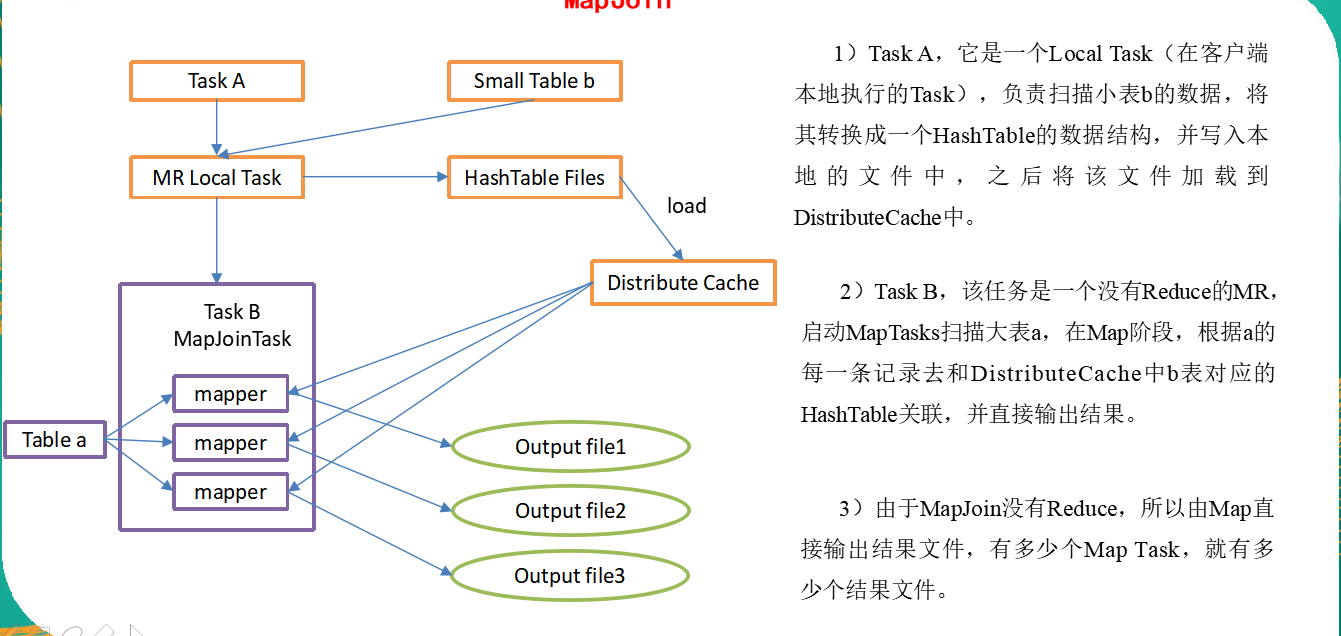 MapJoin
Task A
Small Table b
MR Local Task
HashTable Files
load
Distribute Cache
Task B
MapJoinTask
mapper
mapper
mapper
Table a
Output file1
Output file2
Output file3
1）Task A，它是一个Local Task（在客户端
本地执行的Task），负责扫描小表b的数据，将
其转换成一个HashTable的数据结构，并写入本
地的文件中，之后将该文件加载到
DistributeCache中。
2）Task B，该任务是一个没有Reduce的MR，
启动MapTasks扫描大表a，在Map阶段，根据a的
每一条记录去和DistributeCache中b表对应的
HashTable关联，并直接输出结果。
3）由于MapJoin没有Reduce，所以由Map直
接输出结果文件，有多少个Map Task，就有多
少个结果文件。